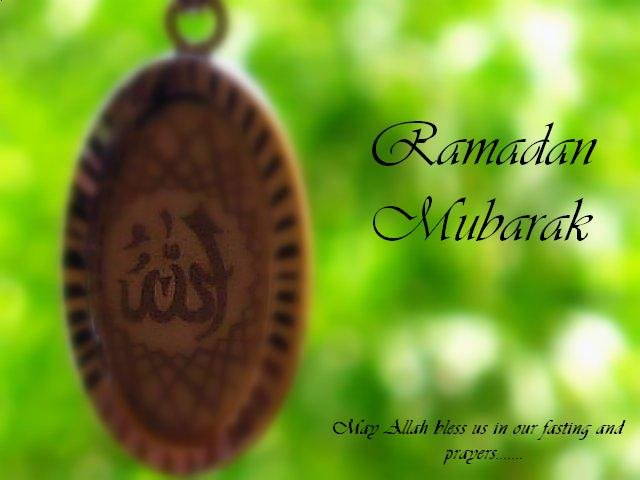 الله
Ramadan
Mubarak
May Allah bless us in our fasting and
prayers.......